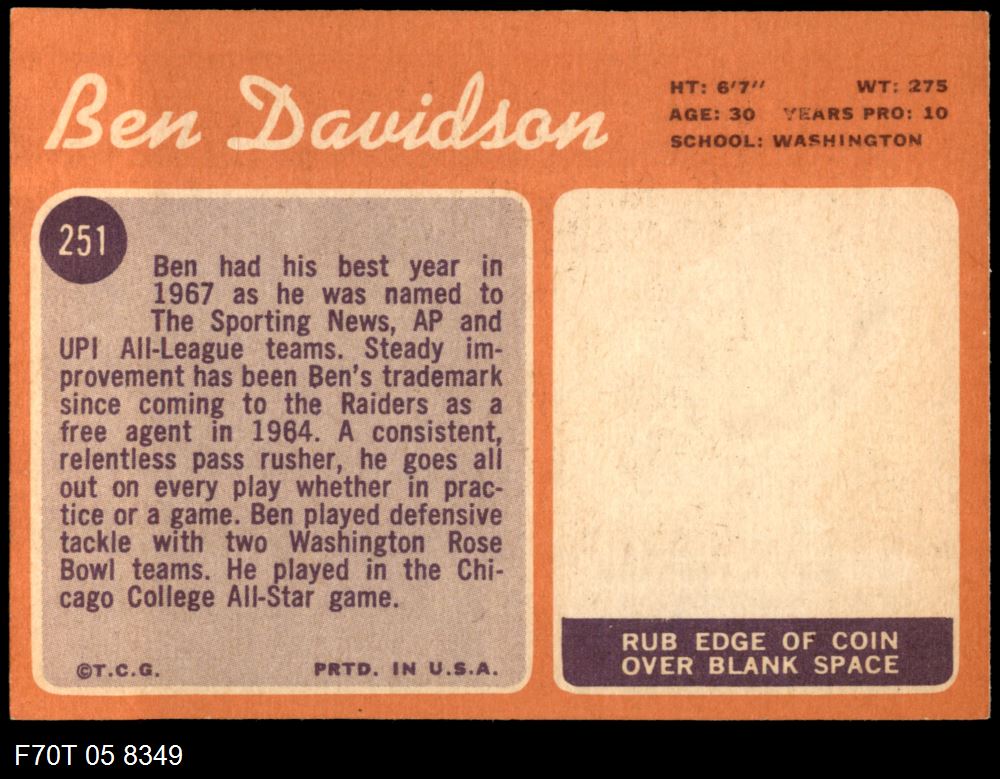 Ben Davidson
HT: 6'7" WT: 275
AGE: 30 YEARS PRO: 10
SCHOOL: WASHINGTON
251
Ben had his best year in
1967 as he was named to
The Sporting News, AP and
UPI All-League teams. Steady im-
provement has been Ben's trademark
since coming to the Raiders as a
free agent in 1964. A consistent,
relentless pass rusher, he goes all
out on every play whether in prac-
tice or a game. Ben played defensive
tackle with two Washington Rose
Bowl teams. He played in the Chi-
cago College All-Star game.
©T.C.G. PRTD. IN U.S.A.
RUB EDGE OF COIN
OVER BLANK SPACE
F70T 05 8349